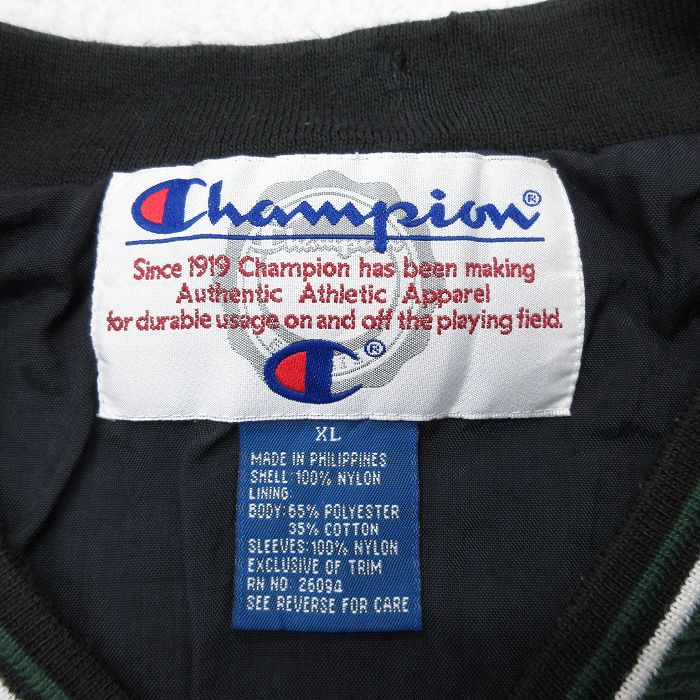 Champion®
Since 1919 Champion has been making
Authentic Athletic Apparel
for durable usage on and off the playing field.
C®
XL
MADE IN PHILIPPINES
SHELL: 100% NYLON
LINING:
BODY: 65% POLYESTER
35% COTTON
SLEEVES: 100% NYLON
EXCLUSIVE OF TRIM
RN NO. 26094
SEE REVERSE FOR CARE